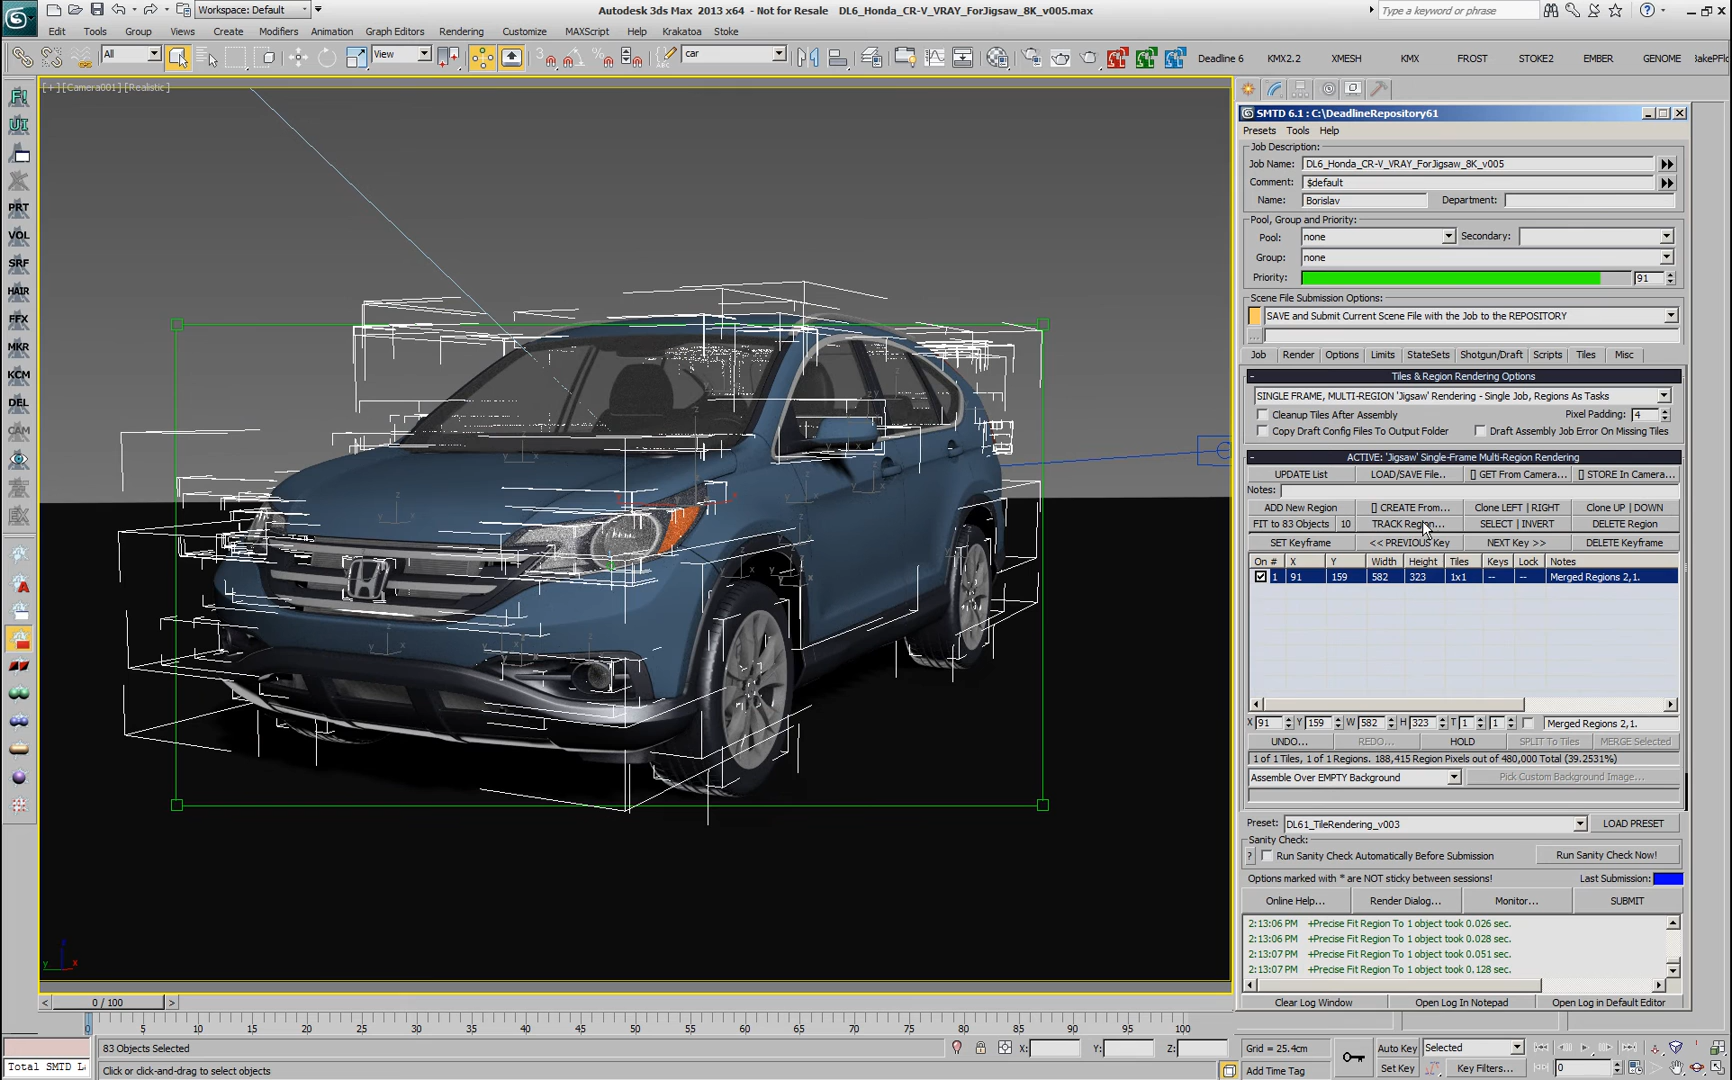 Workspace: Default
Autodesk 3ds Max 2013 x64 - Not for Resale DL6_Honda_CR-V_VRAY_ForJigsaw_8K_v005.max
Type a keyword or phrase
Edit Tools Group Views Create Modifiers Animation Graph Editors Rendering Customize MAXScript Help Krakatoa Stoke
All View car Deadline 6 KMX2.2 XMESH KMX FROST STOKE2 EMBER GENOME
[+][Camera001][Realistic]
F!
UI
PRT
VOL
SRF
HAIR
FFX
MKR
KCM
DEL
CAM
EX
SMTD 6.1 : C:\DeadlineRepository61
Presets Tools Help
Job Description:
Job Name: DL6_Honda_CR-V_VRAY_ForJigsaw_8K_v005
Comment: $default
Name: Borislav Department:
Pool, Group and Priority:
Pool: none Secondary:
Group: none
Priority: 91
Scene File Submission Options:
SAVE and Submit Current Scene File with the Job to the REPOSITORY
...
Job Render Options Limits StateSets Shotgun/Draft Scripts Tiles Misc
- Tiles & Region Rendering Options
SINGLE FRAME, MULTI-REGION 'Jigsaw' Rendering - Single Job, Regions As Tasks
Cleanup Tiles After Assembly Pixel Padding: 4
Copy Draft Config Files To Output Folder Draft Assembly Job Error On Missing Tiles
- ACTIVE: 'Jigsaw' Single-Frame Multi-Region Rendering
UPDATE List LOAD/SAVE File.. [] GET From Camera... [] STORE In Camera...
Notes:
ADD New Region [] CREATE From... Clone LEFT | RIGHT Clone UP | DOWN
FIT to 83 Objects 10 TRACK Region... SELECT | INVERT DELETE Region
SET Keyframe << PREVIOUS Key NEXT Key >> DELETE Keyframe
On # X Y Width Height Tiles Keys Lock Notes
1 91 159 582 323 1x1 -- -- Merged Regions 2,1.
X 91 Y 159 W 582 H 323 T 1 1 Merged Regions 2,1.
UNDO... REDO... HOLD SPLIT To Tiles MERGE Selected
1 of 1 Tiles, 1 of 1 Regions. 188,415 Region Pixels out of 480,000 Total (39.2531%)
Assemble Over EMPTY Background Pick Custom Background Image...
Preset: DL61_TileRendering_v003 LOAD PRESET
Sanity Check:
? Run Sanity Check Automatically Before Submission Run Sanity Check Now!
Options marked with * are NOT sticky between sessions! Last Submission:
Online Help... Render Dialog... Monitor... SUBMIT
2:13:06 PM +Precise Fit Region To 1 object took 0.026 sec.
2:13:06 PM +Precise Fit Region To 1 object took 0.028 sec.
2:13:07 PM +Precise Fit Region To 1 object took 0.051 sec.
2:13:07 PM +Precise Fit Region To 1 object took 0.128 sec.
Clear Log Window Open Log In Notepad Open Log in Default Editor
y x
< 0 / 100 >
0 5 10 15 20 25 30 35 40 45 50 55 60 65 70 75 80 85 90 95 100
83 Objects Selected X: Y: Z: Grid = 25.4cm Auto Key Selected
Total SMTD Click or click-and-drag to select objects Add Time Tag Set Key Key Filters... 0